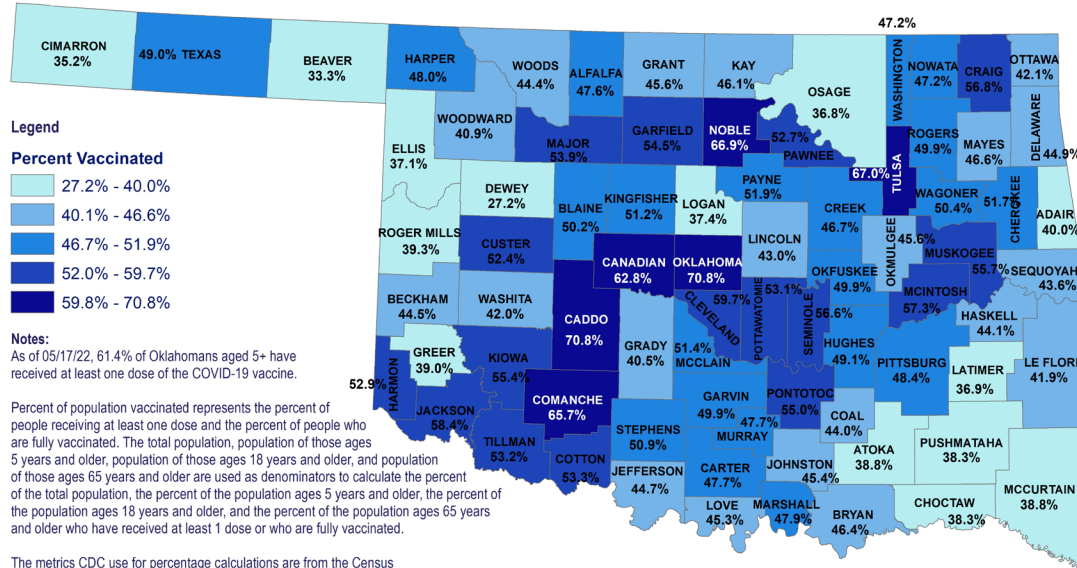 47.2%
CIMARRON
35.2%
49.0% TEXAS
BEAVER
33.3%
HARPER
48.0%
WOODS
44.4%
ALFALFA
47.6%
GRANT
45.6%
KAY
46.1%
OSAGE
36.8%
WASHINGTON
NOWATA
47.2%
CRAIG
56.8%
OTTAWA
42.1%
WOODWARD
40.9%
ELLIS
37.1%
MAJOR
53.9%
GARFIELD
54.5%
NOBLE
66.9%
52.7%
PAWNEE
67.0%
TULSA
ROGERS
49.9%
MAYES
46.6%
DELAWARE
44.9%
DEWEY
27.2%
BLAINE
50.2%
KINGFISHER
51.2%
LOGAN
37.4%
PAYNE
51.9%
CREEK
46.7%
WAGONER
50.4%
51.7%
CHEROKEE
ADAIR
40.0%
ROGER MILLS
39.3%
CUSTER
52.4%
CANADIAN
62.8%
OKLAHOMA
70.8%
LINCOLN
43.0%
OKMULGEE
45.6%
MUSKOGEE
55.7%
SEQUOYAH
43.6%
BECKHAM
44.5%
WASHITA
42.0%
CADDO
70.8%
GRADY
40.5%
CLEVELAND
59.7%
POTTAWATOMIE
53.1%
SEMINOLE
56.6%
OKFUSKEE
49.9%
MCINTOSH
57.3%
HASKELL
44.1%
GREER
39.0%
KIOWA
55.4%
51.4%
MCCLAIN
HUGHES
49.1%
PITTSBURG
48.4%
LATIMER
36.9%
LE FLOR
41.9%
52.9%
HARMON
JACKSON
58.4%
COMANCHE
65.7%
GARVIN
49.9%
PONTOTOC
55.0%
COAL
44.0%
TILLMAN
53.2%
COTTON
53.3%
STEPHENS
50.9%
47.7%
MURRAY
JEFFERSON
44.7%
CARTER
47.7%
JOHNSTON
45.4%
ATOKA
38.8%
PUSHMATAHA
38.3%
MCCURTAIN
38.8%
LOVE
45.3%
MARSHALL
47.9%
BRYAN
46.4%
CHOCTAW
38.3%
Legend
Percent Vaccinated
27.2% - 40.0%
40.1% - 46.6%
46.7% - 51.9%
52.0% - 59.7%
59.8% - 70.8%
Notes:
As of 05/17/22, 61.4% of Oklahomans aged 5+ have
received at least one dose of the COVID-19 vaccine.
Percent of population vaccinated represents the percent of
people receiving at least one dose and the percent of people who
are fully vaccinated. The total population, population of those ages
5 years and older, population of those ages 18 years and older, and population
of those ages 65 years and older are used as denominators to calculate the percent
of the total population, the percent of the population ages 5 years and older, the percent of
the population ages 18 years and older, and the percent of the population ages 65 years
and older who have received at least 1 dose or who are fully vaccinated.
The metrics CDC use for percentage calculations are from the Census